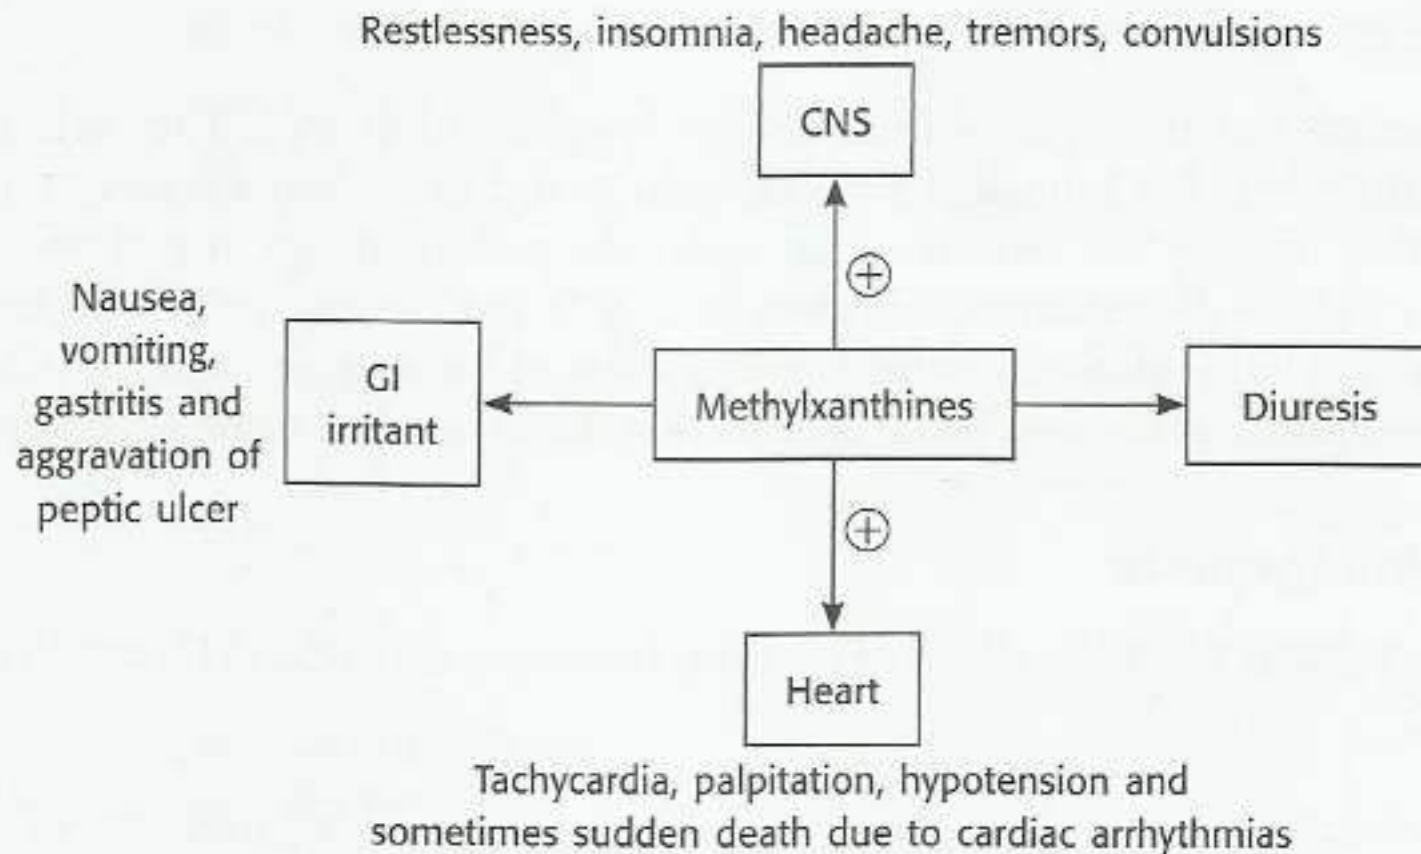 Restlessness, insomnia, headache, tremors, convulsions
CNS
+
Nausea,
vomiting,
gastritis and
aggravation of
peptic ulcer
GI
irritant
Methylxanthines
Diuresis
+
Heart
Tachycardia, palpitation, hypotension and
sometimes sudden death due to cardiac arrhythmias